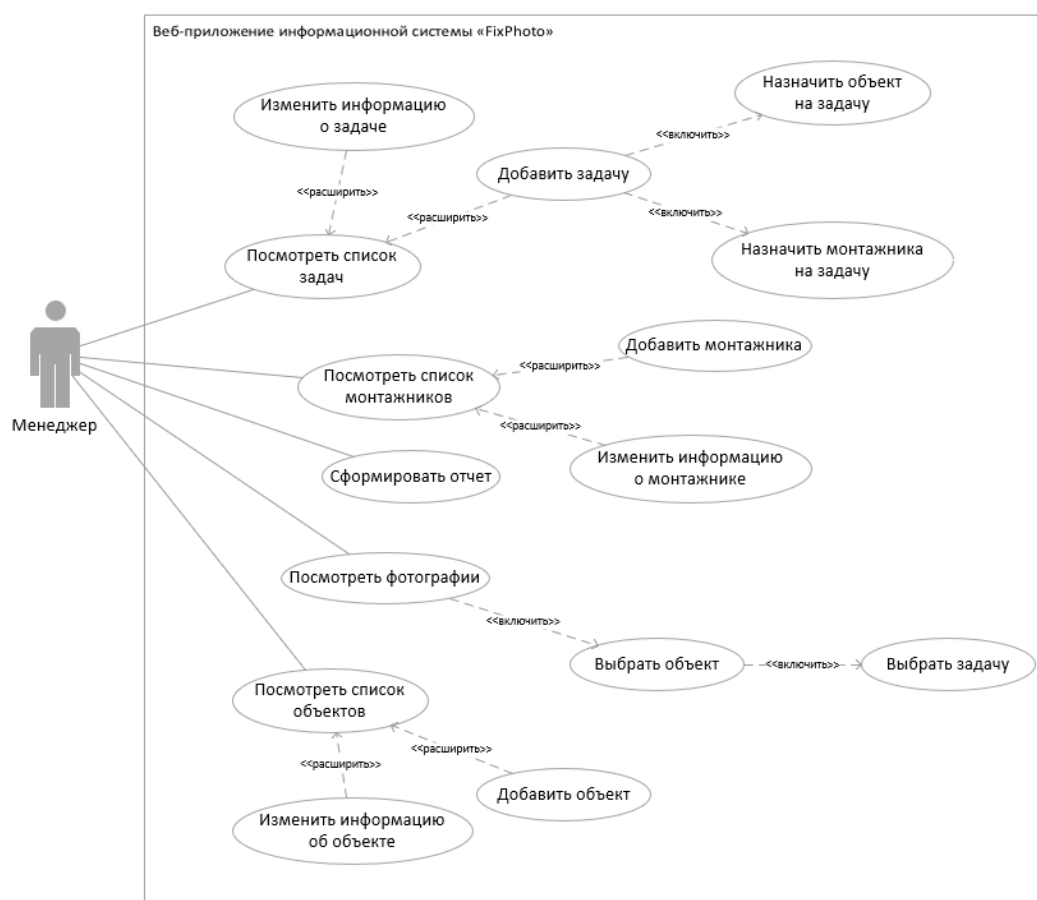 Веб-приложение информационной системы «FixPhoto»
Изменить информацию
о задаче
Назначить объект
на задачу
<<включить>>
Добавить задачу
<<расширить>>
<<расширить>>
<<включить>>
Посмотреть список
задач
Назначить монтажника
на задачу
Менеджер
Добавить монтажника
<<расширить>>
Посмотреть список
монтажников
<<расширить>>
Изменить информацию
о монтажнике
Сформировать отчет
Посмотреть фотографии
<<включить>>
Выбрать объект
<<включить>>
Выбрать задачу
Посмотреть список
объектов
<<расширить>>
<<расширить>>
Добавить объект
Изменить информацию
об объекте